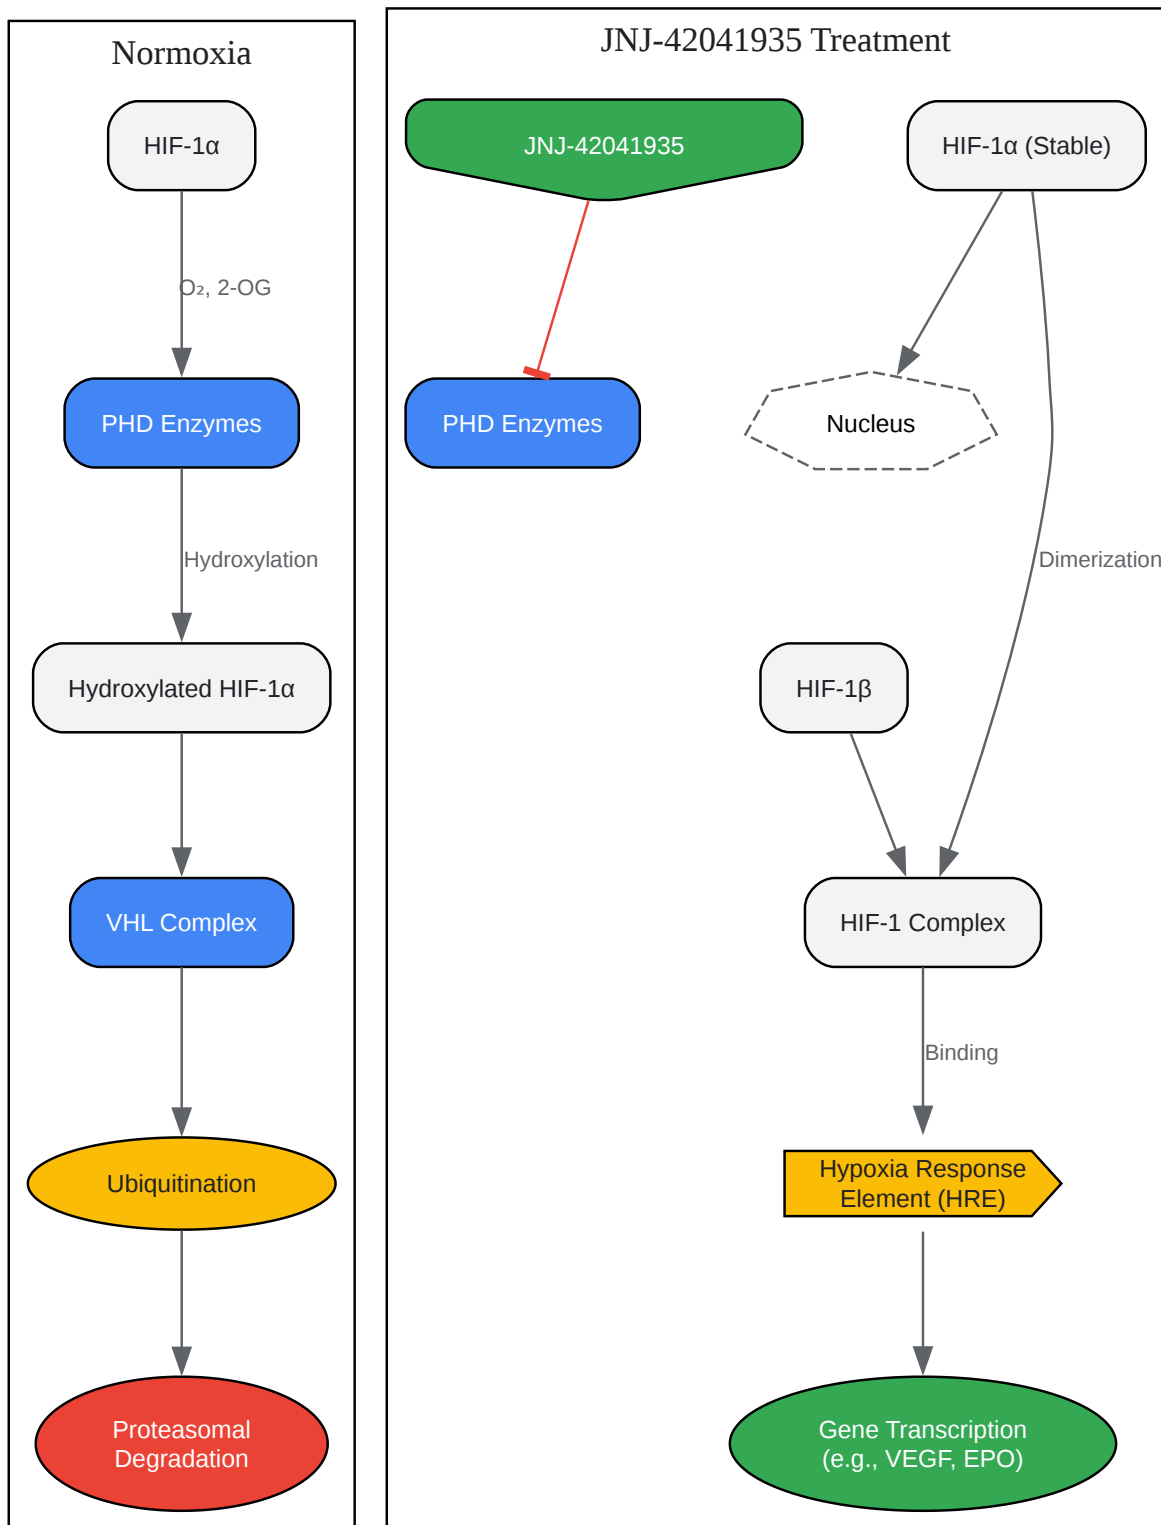 Normoxia
HIF-1α
O₂, 2-OG
PHD Enzymes
Hydroxylation
Hydroxylated HIF-1α
VHL Complex
Ubiquitination
Proteasomal
Degradation
JNJ-42041935 Treatment
JNJ-42041935
HIF-1α (Stable)
PHD Enzymes
Nucleus
Dimerization
HIF-1β
HIF-1 Complex
Binding
Hypoxia Response
Element (HRE)
Gene Transcription
(e.g., VEGF, EPO)